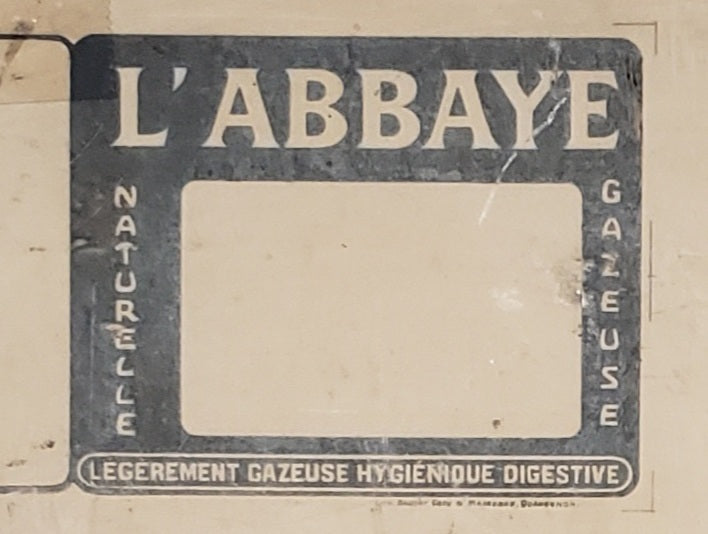 L'ABBAYE
NATURELLE
GAZEUSE
LÉGÈREMENT GAZEUSE HYGIÉNIQUE DIGESTIVE